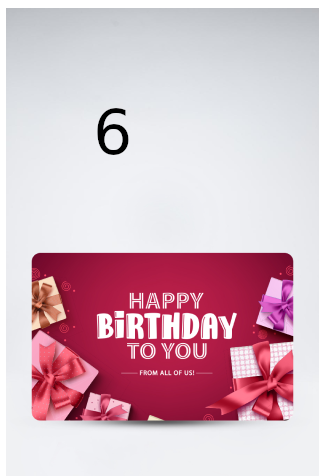 6
HAPPY
BiRTHDAY
TO YOU
FROM ALL OF US!